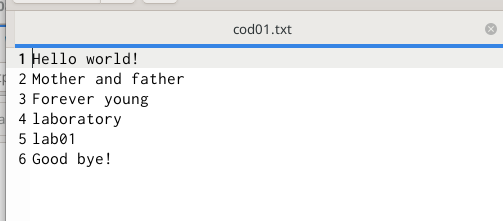 cod01.txt
1 Hello world!
2 Mother and father
3 Forever young
4 laboratory
5 lab01
6 Good bye!